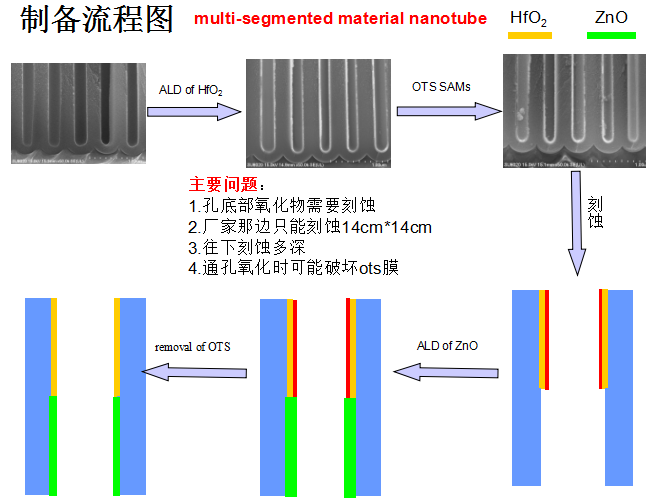 制备流程图
multi-segmented material nanotube
HfO2
ZnO
ALD of HfO2
OTS SAMs
主要问题：
1.孔底部氧化物需要刻蚀
2.厂家那边只能刻蚀14cm*14cm
3.往下刻蚀多深
4.通孔氧化时可能破坏ots膜
刻
蚀
removal of OTS
ALD of ZnO